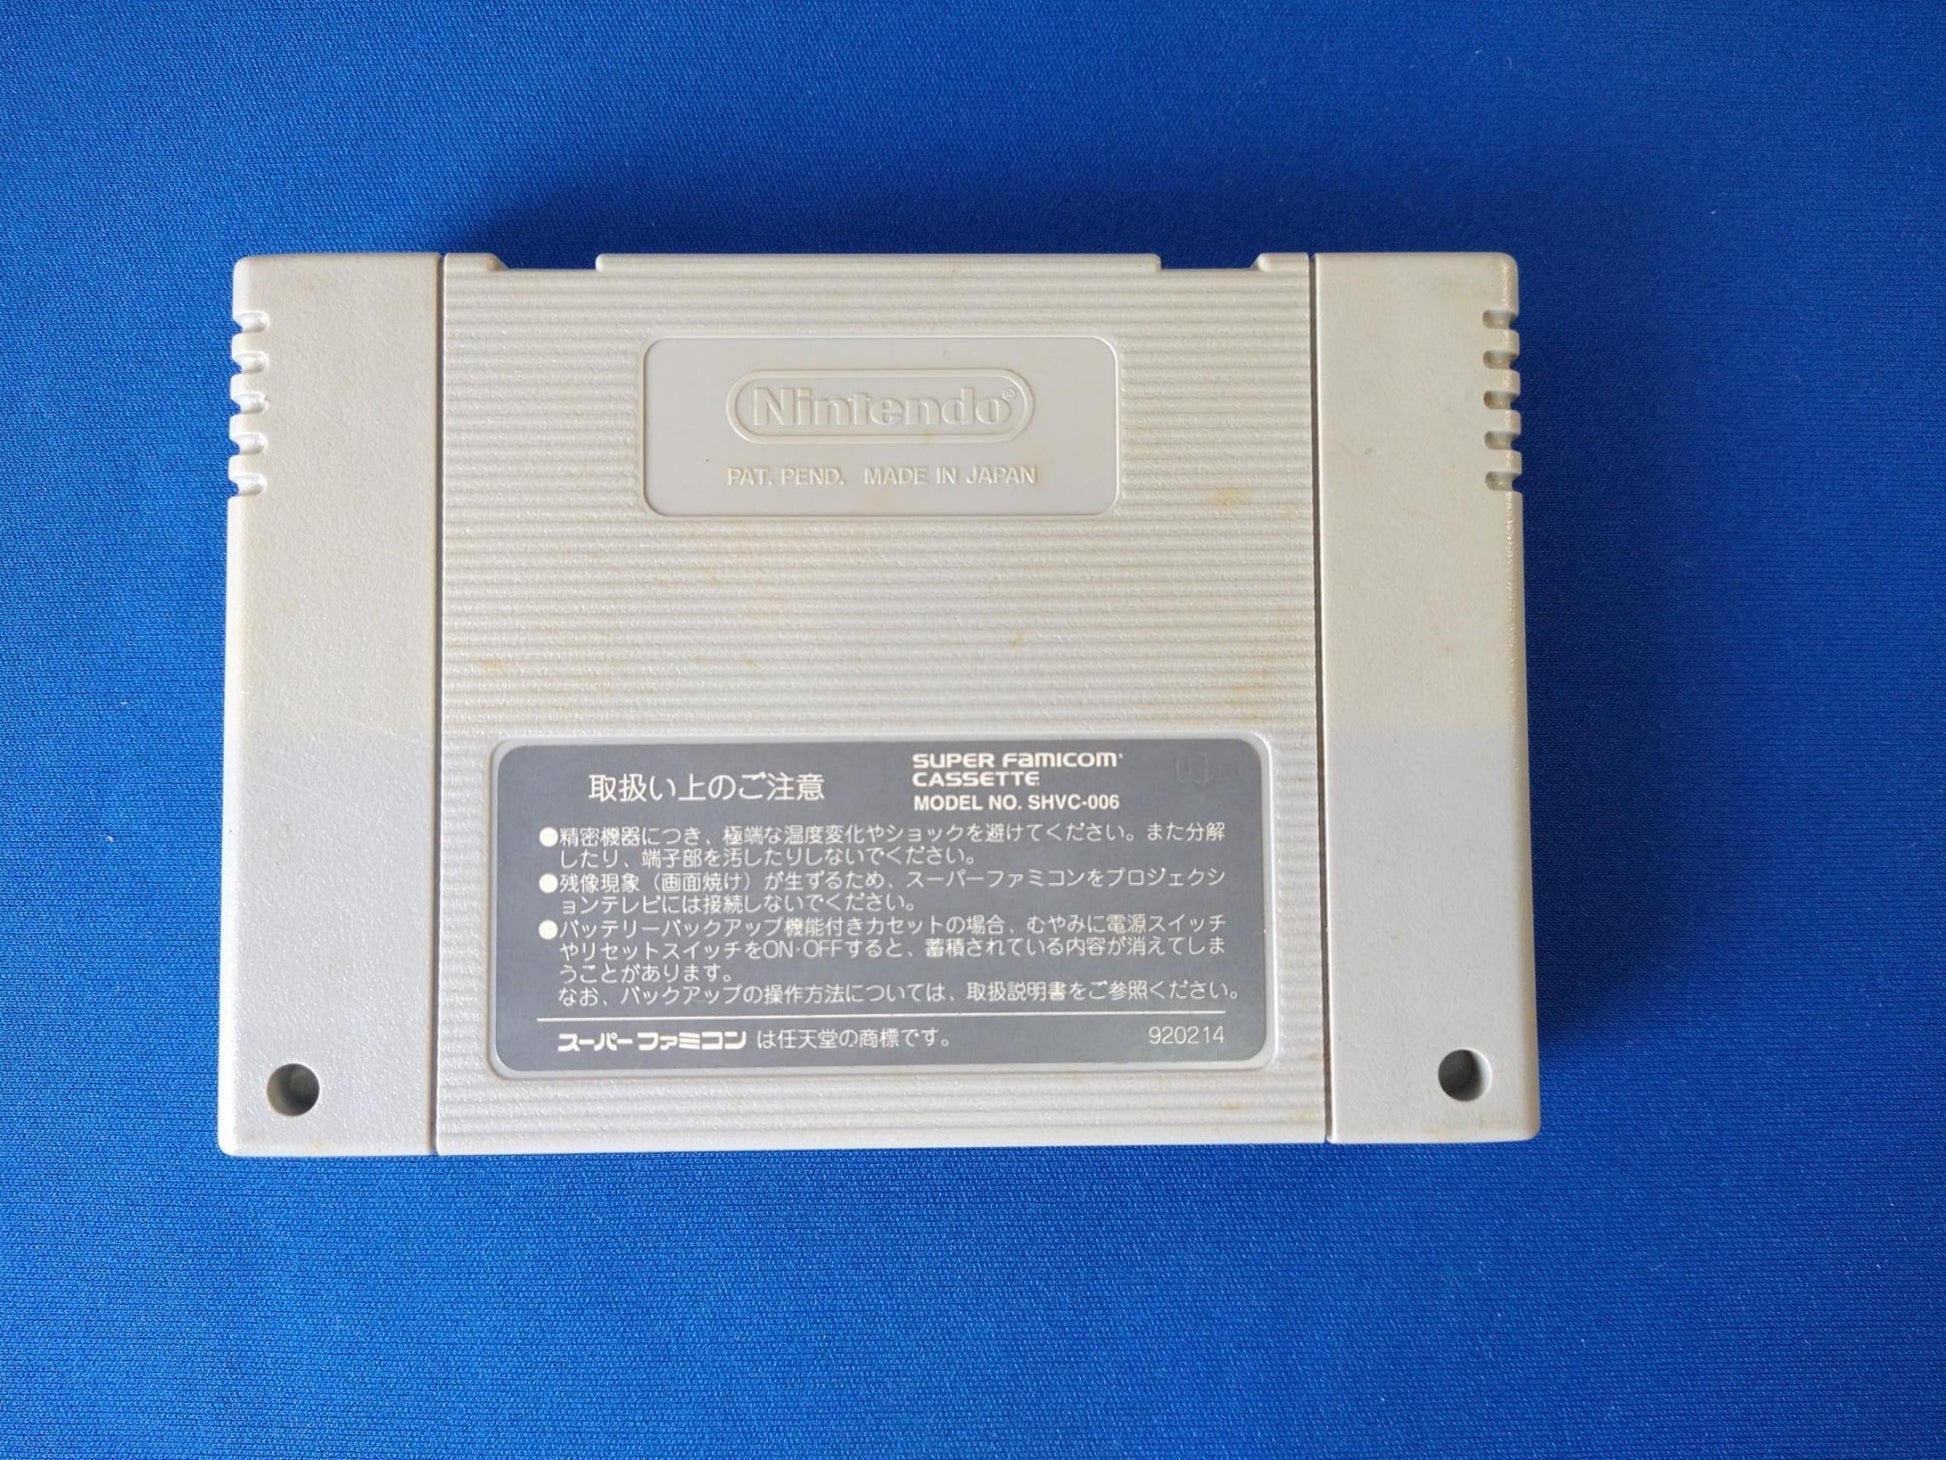 Nintendo®
PAT. PEND. MADE IN JAPAN
取扱い上のご注意
SUPER FAMICOM
CASSETTE
MODEL NO. SHVC-006
●精密機器につき、極端な温度変化やショックを避けてください。また分解
したり、端子部を汚したりしないでください。
●残像現象（画面焼け）が生ずるため、スーパーファミコンをプロジェクシ
ョンテレビには接続しないでください。
●バッテリーバックアップ機能付きカセットの場合、むやみに電源スイッチ
やリセットスイッチをON・OFFすると、蓄積されている内容が消えてしま
うことがあります。
なお、バックアップの操作方法については、取扱説明書をご参照ください。
スーパーファミコンは任天堂の商標です。
920214